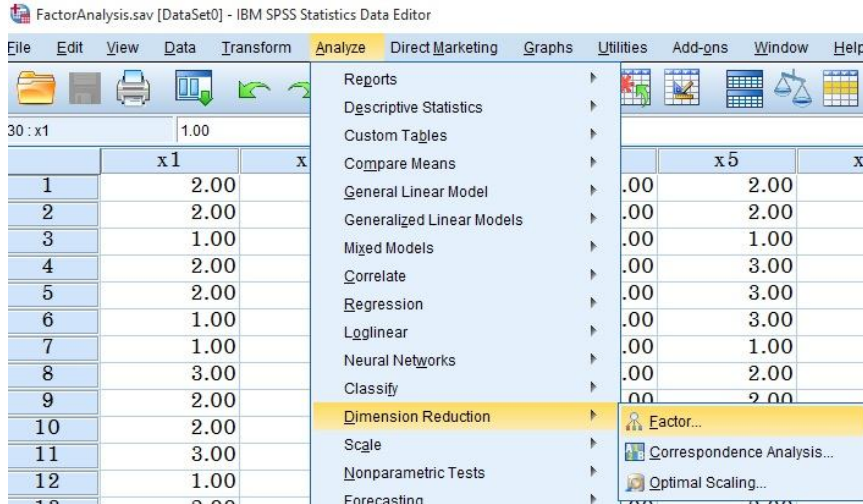 FactorAnalysis.sav [DataSet0] - IBM SPSS Statistics Data Editor
File Edit View Data Transform Analyze Direct Marketing Graphs Utilities Add-ons Window Help
30 : x1 1.00
x1 x x5 x
1 2.00 .00 2.00
2 2.00 .00 2.00
3 1.00 .00 1.00
4 2.00 .00 3.00
5 2.00 .00 3.00
6 1.00 .00 3.00
7 1.00 .00 1.00
8 3.00 .00 2.00
9 2.00 .00 2.00
10 2.00
11 3.00
12 1.00
Reports
Descriptive Statistics
Custom Tables
Compare Means
General Linear Model
Generalized Linear Models
Mixed Models
Correlate
Regression
Loglinear
Neural Networks
Classify
Dimension Reduction
Scale
Nonparametric Tests
Forecasting
Factor...
Correspondence Analysis...
Optimal Scaling...